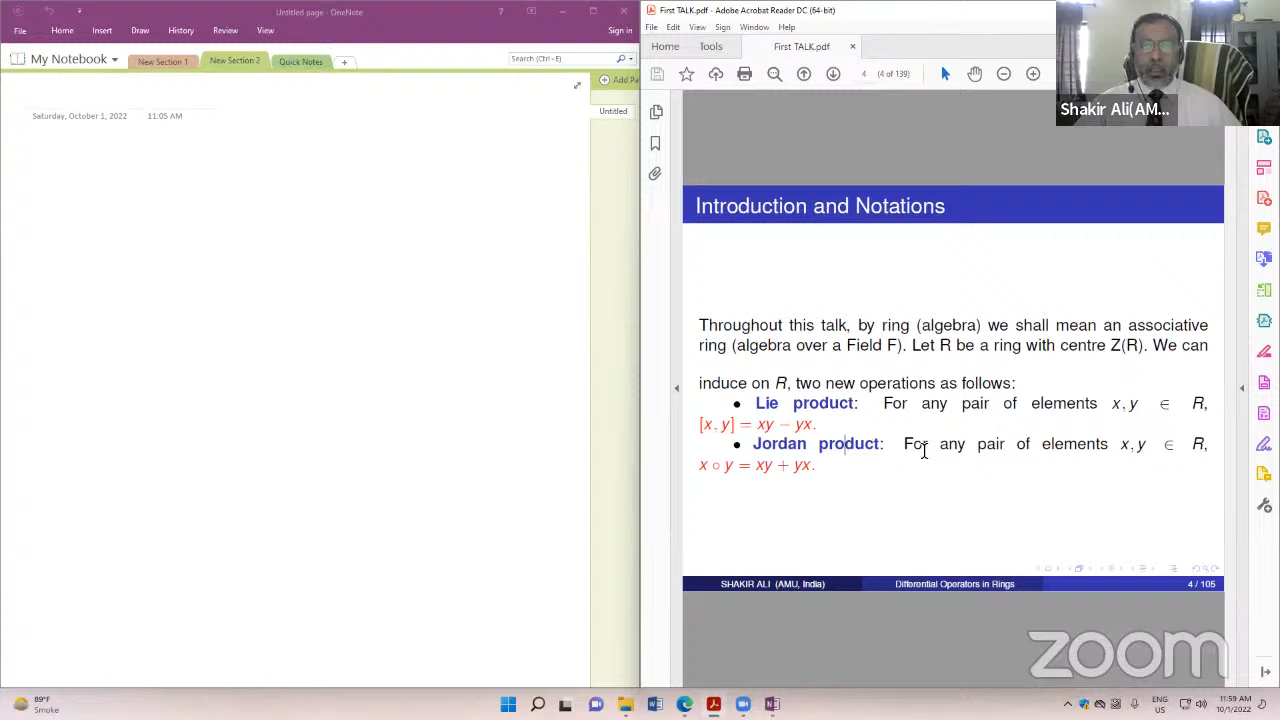 Untitled page - OneNote
File Home Insert Draw History Review View
Sign in
My Notebook
New Section 1
New Section 2
Quick Notes
Search (Ctrl+E)
Add Pa
Untitled
Saturday, October 1, 2022 11:05 AM
First TALK.pdf - Adobe Acrobat Reader DC (64-bit)
File Edit View Sign Window Help
Home Tools First TALK.pdf
4 (4 of 139)
Shakir Ali(AM...
Introduction and Notations
Throughout this talk, by ring (algebra) we shall mean an associative
ring (algebra over a Field F). Let R be a ring with centre Z(R). We can
induce on R, two new operations as follows:
• Lie product: For any pair of elements x, y ∈ R,
[x, y] = xy − yx.
• Jordan product: For any pair of elements x, y ∈ R,
x ∘ y = xy + yx.
SHAKIR ALI (AMU, India) Differential Operators in Rings 4 / 105
zoom
89°F
Smoke
ENG
US
11:59 AM
10/1/2022